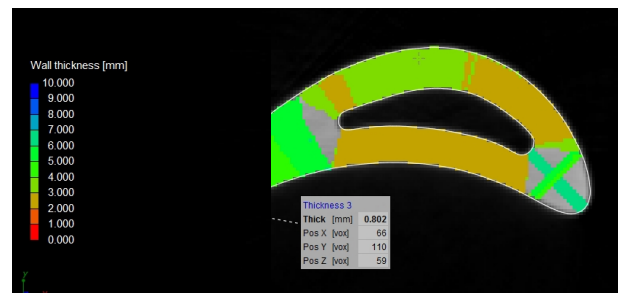 Wall thickness [mm]
10.000
9.000
8.000
7.000
6.000
5.000
4.000
3.000
2.000
1.000
0.000
Thickness 3
Thick [mm] 0.802
Pos X [vox] 66
Pos Y [vox] 110
Pos Z [vox] 59
Y